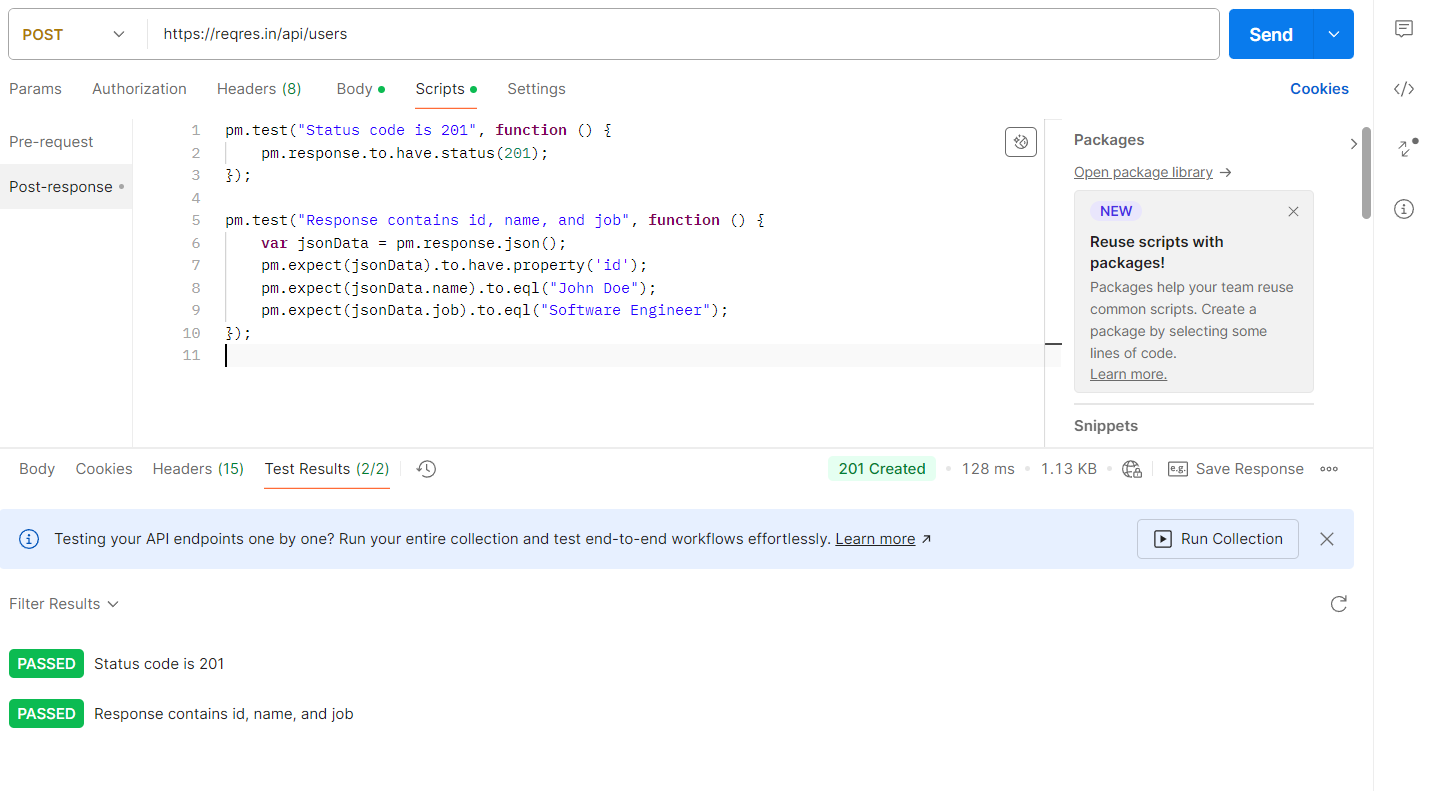 POST
https://reqres.in/api/users
Send
Params Authorization Headers (8) Body Scripts Settings Cookies
Pre-request
Post-response
1 pm.test("Status code is 201", function () {
2 pm.response.to.have.status(201);
3 });
4
5 pm.test("Response contains id, name, and job", function () {
6 var jsonData = pm.response.json();
7 pm.expect(jsonData).to.have.property('id');
8 pm.expect(jsonData.name).to.eql("John Doe");
9 pm.expect(jsonData.job).to.eql("Software Engineer");
10 });
11
Packages
Open package library →
NEW
Reuse scripts with
packages!
Packages help your team reuse
common scripts. Create a
package by selecting some
lines of code.
Learn more.
Snippets
Body Cookies Headers (15) Test Results (2/2) 201 Created • 128 ms • 1.13 KB • e.g. Save Response
Testing your API endpoints one by one? Run your entire collection and test end-to-end workflows effortlessly. Learn more ↗ Run Collection
Filter Results
PASSED Status code is 201
PASSED Response contains id, name, and job